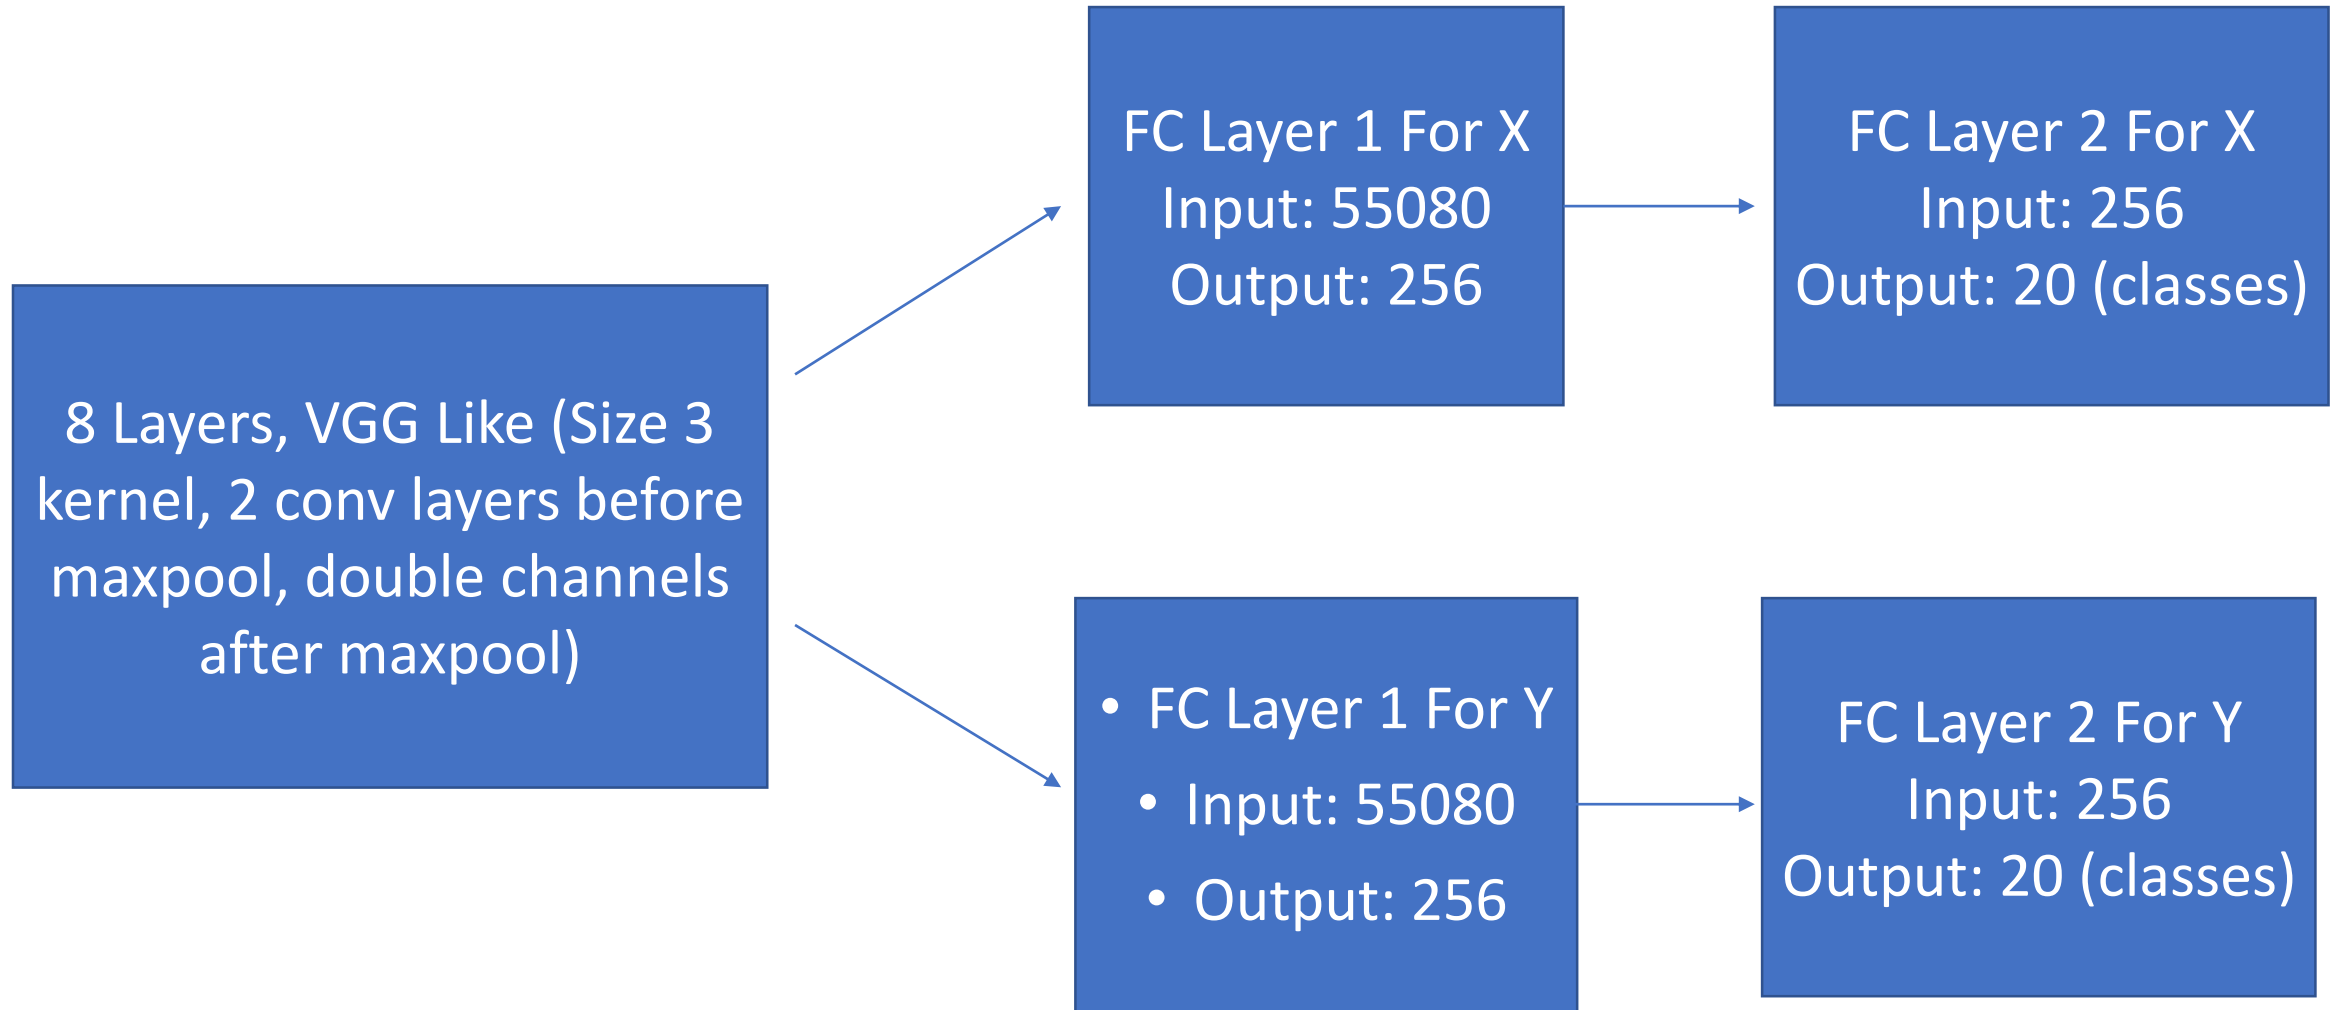 8 Layers, VGG Like (Size 3
kernel, 2 conv layers before
maxpool, double channels
after maxpool)
FC Layer 1 For X
Input: 55080
Output: 256
FC Layer 2 For X
Input: 256
Output: 20 (classes)
• FC Layer 1 For Y
• Input: 55080
• Output: 256
FC Layer 2 For Y
Input: 256
Output: 20 (classes)